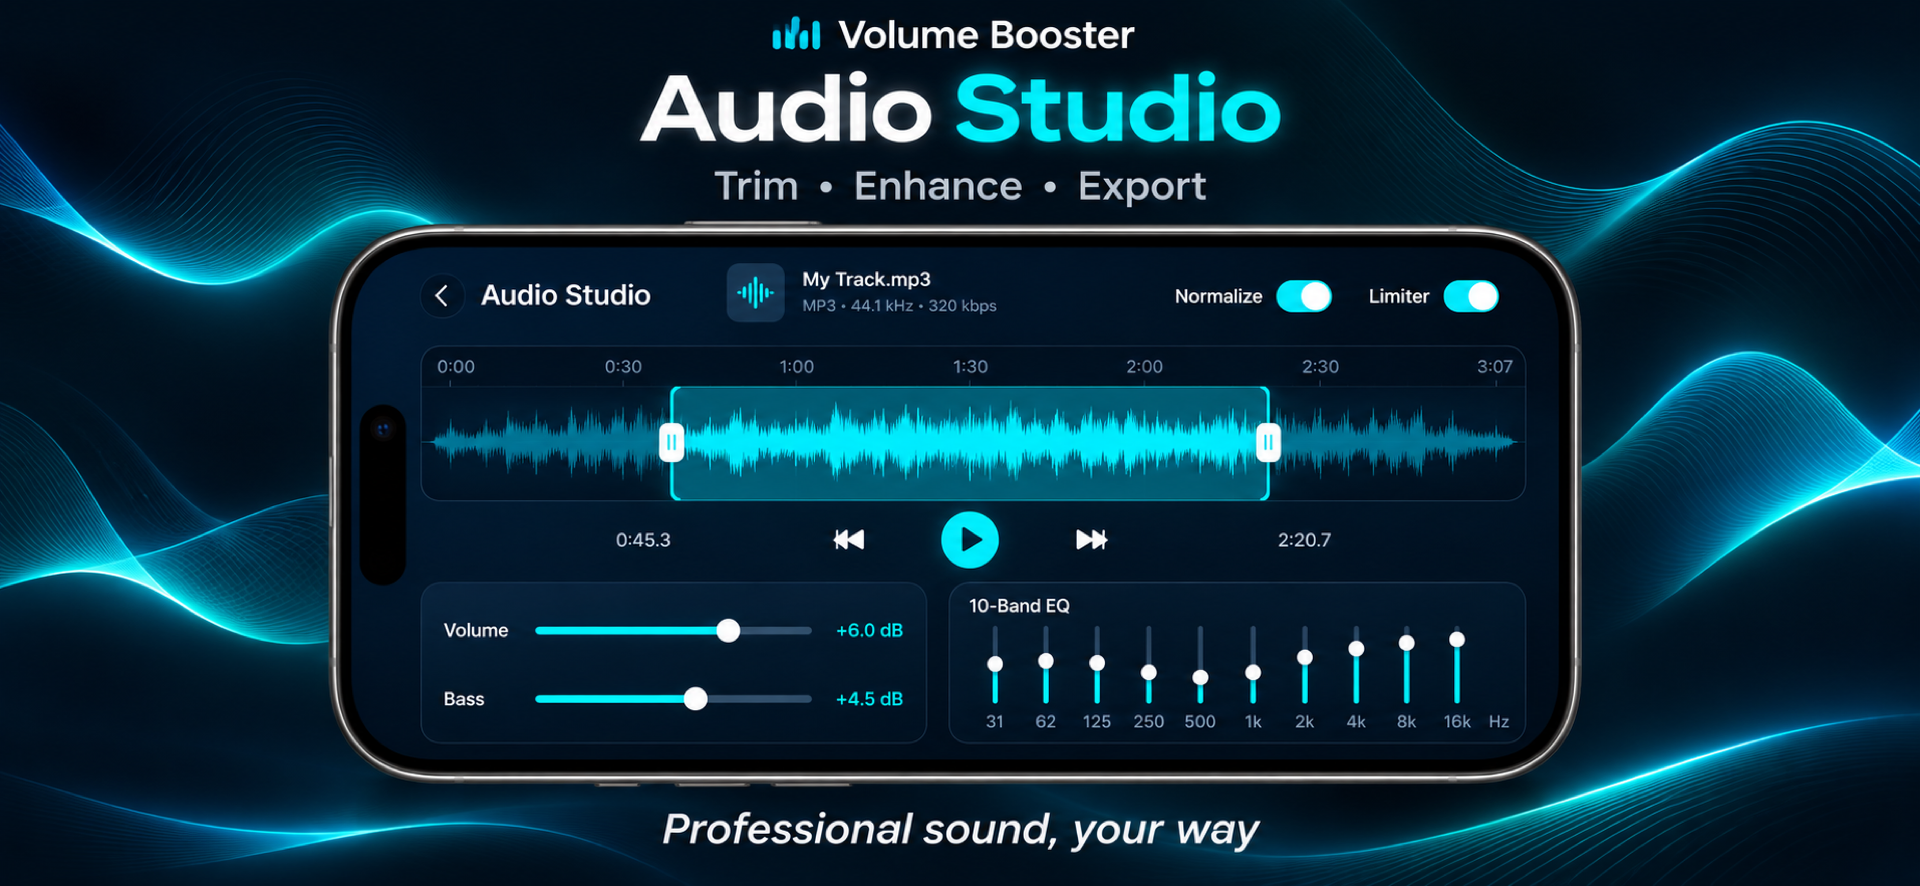 Volume Booster
Audio Studio
Trim • Enhance • Export
Audio Studio
My Track.mp3
MP3 • 44.1 kHz • 320 kbps
Normalize
Limiter
0:00 0:30 1:00 1:30 2:00 2:30 3:07
0:45.3
2:20.7
Volume +6.0 dB
Bass +4.5 dB
10-Band EQ
31 62 125 250 500 1k 2k 4k 8k 16k Hz
Professional sound, your way